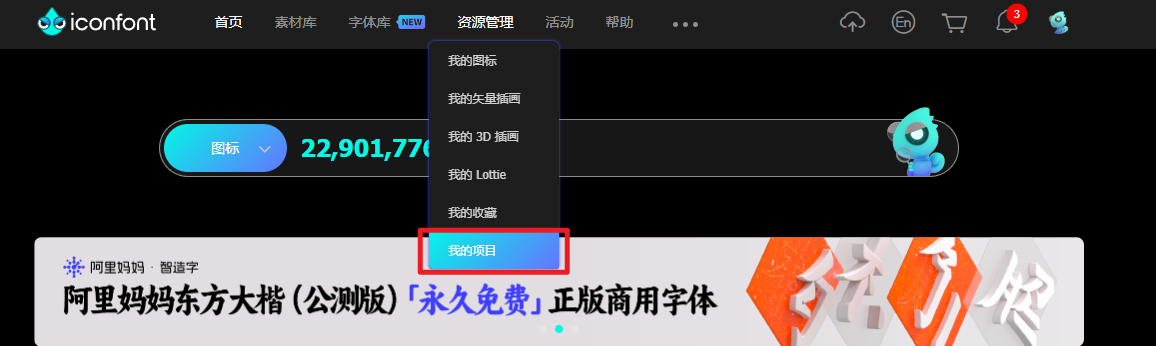 iconfont 首页 素材库 字体库 NEW 资源管理 活动 帮助 En 3
我的图标
我的矢量插画
我的 3D 插画
图标 22,901,776
我的 Lottie
我的收藏
我的项目
阿里妈妈 · 智造字
阿里妈妈东方大楷(公测版)「永久免费」正版商用字体